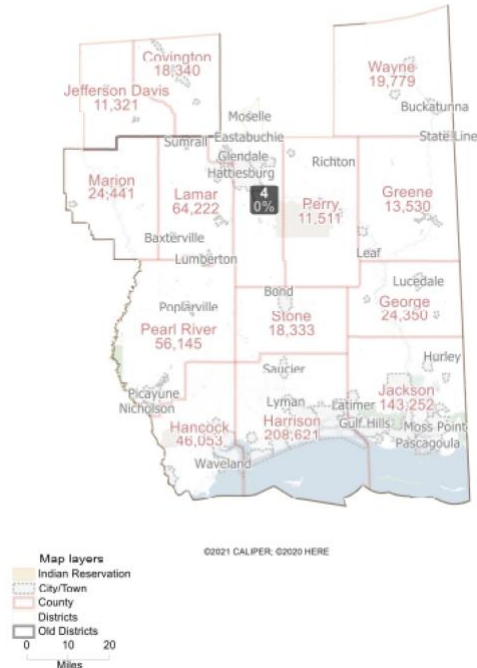 Covington
18,340
Wayne
19,779
Jefferson Davis
11,321
Buckatunna
Moselle
Eastabuchie
State Line
Sumrall
Glendale
Hattiesburg
Richton
Marion
24,441
Lamar
64,222
4
0%
Perry
11,511
Greene
13,530
Baxterville
Lumberton
Leaf
Lucedale
Bond
George
24,350
Poplarville
Stone
18,333
Pearl River
56,145
Hurley
Saucier
Jackson
143,252
Picayune
Nicholson
Lyman
Latimer
Hancock
46,053
Harrison
208,621
Gulf Hills
Moss Point
Pascagoula
Waveland
©2021 CALIPER; ©2020 HERE
Map layers
Indian Reservation
City/Town
County
Districts
Old Districts
0 10 20
Miles